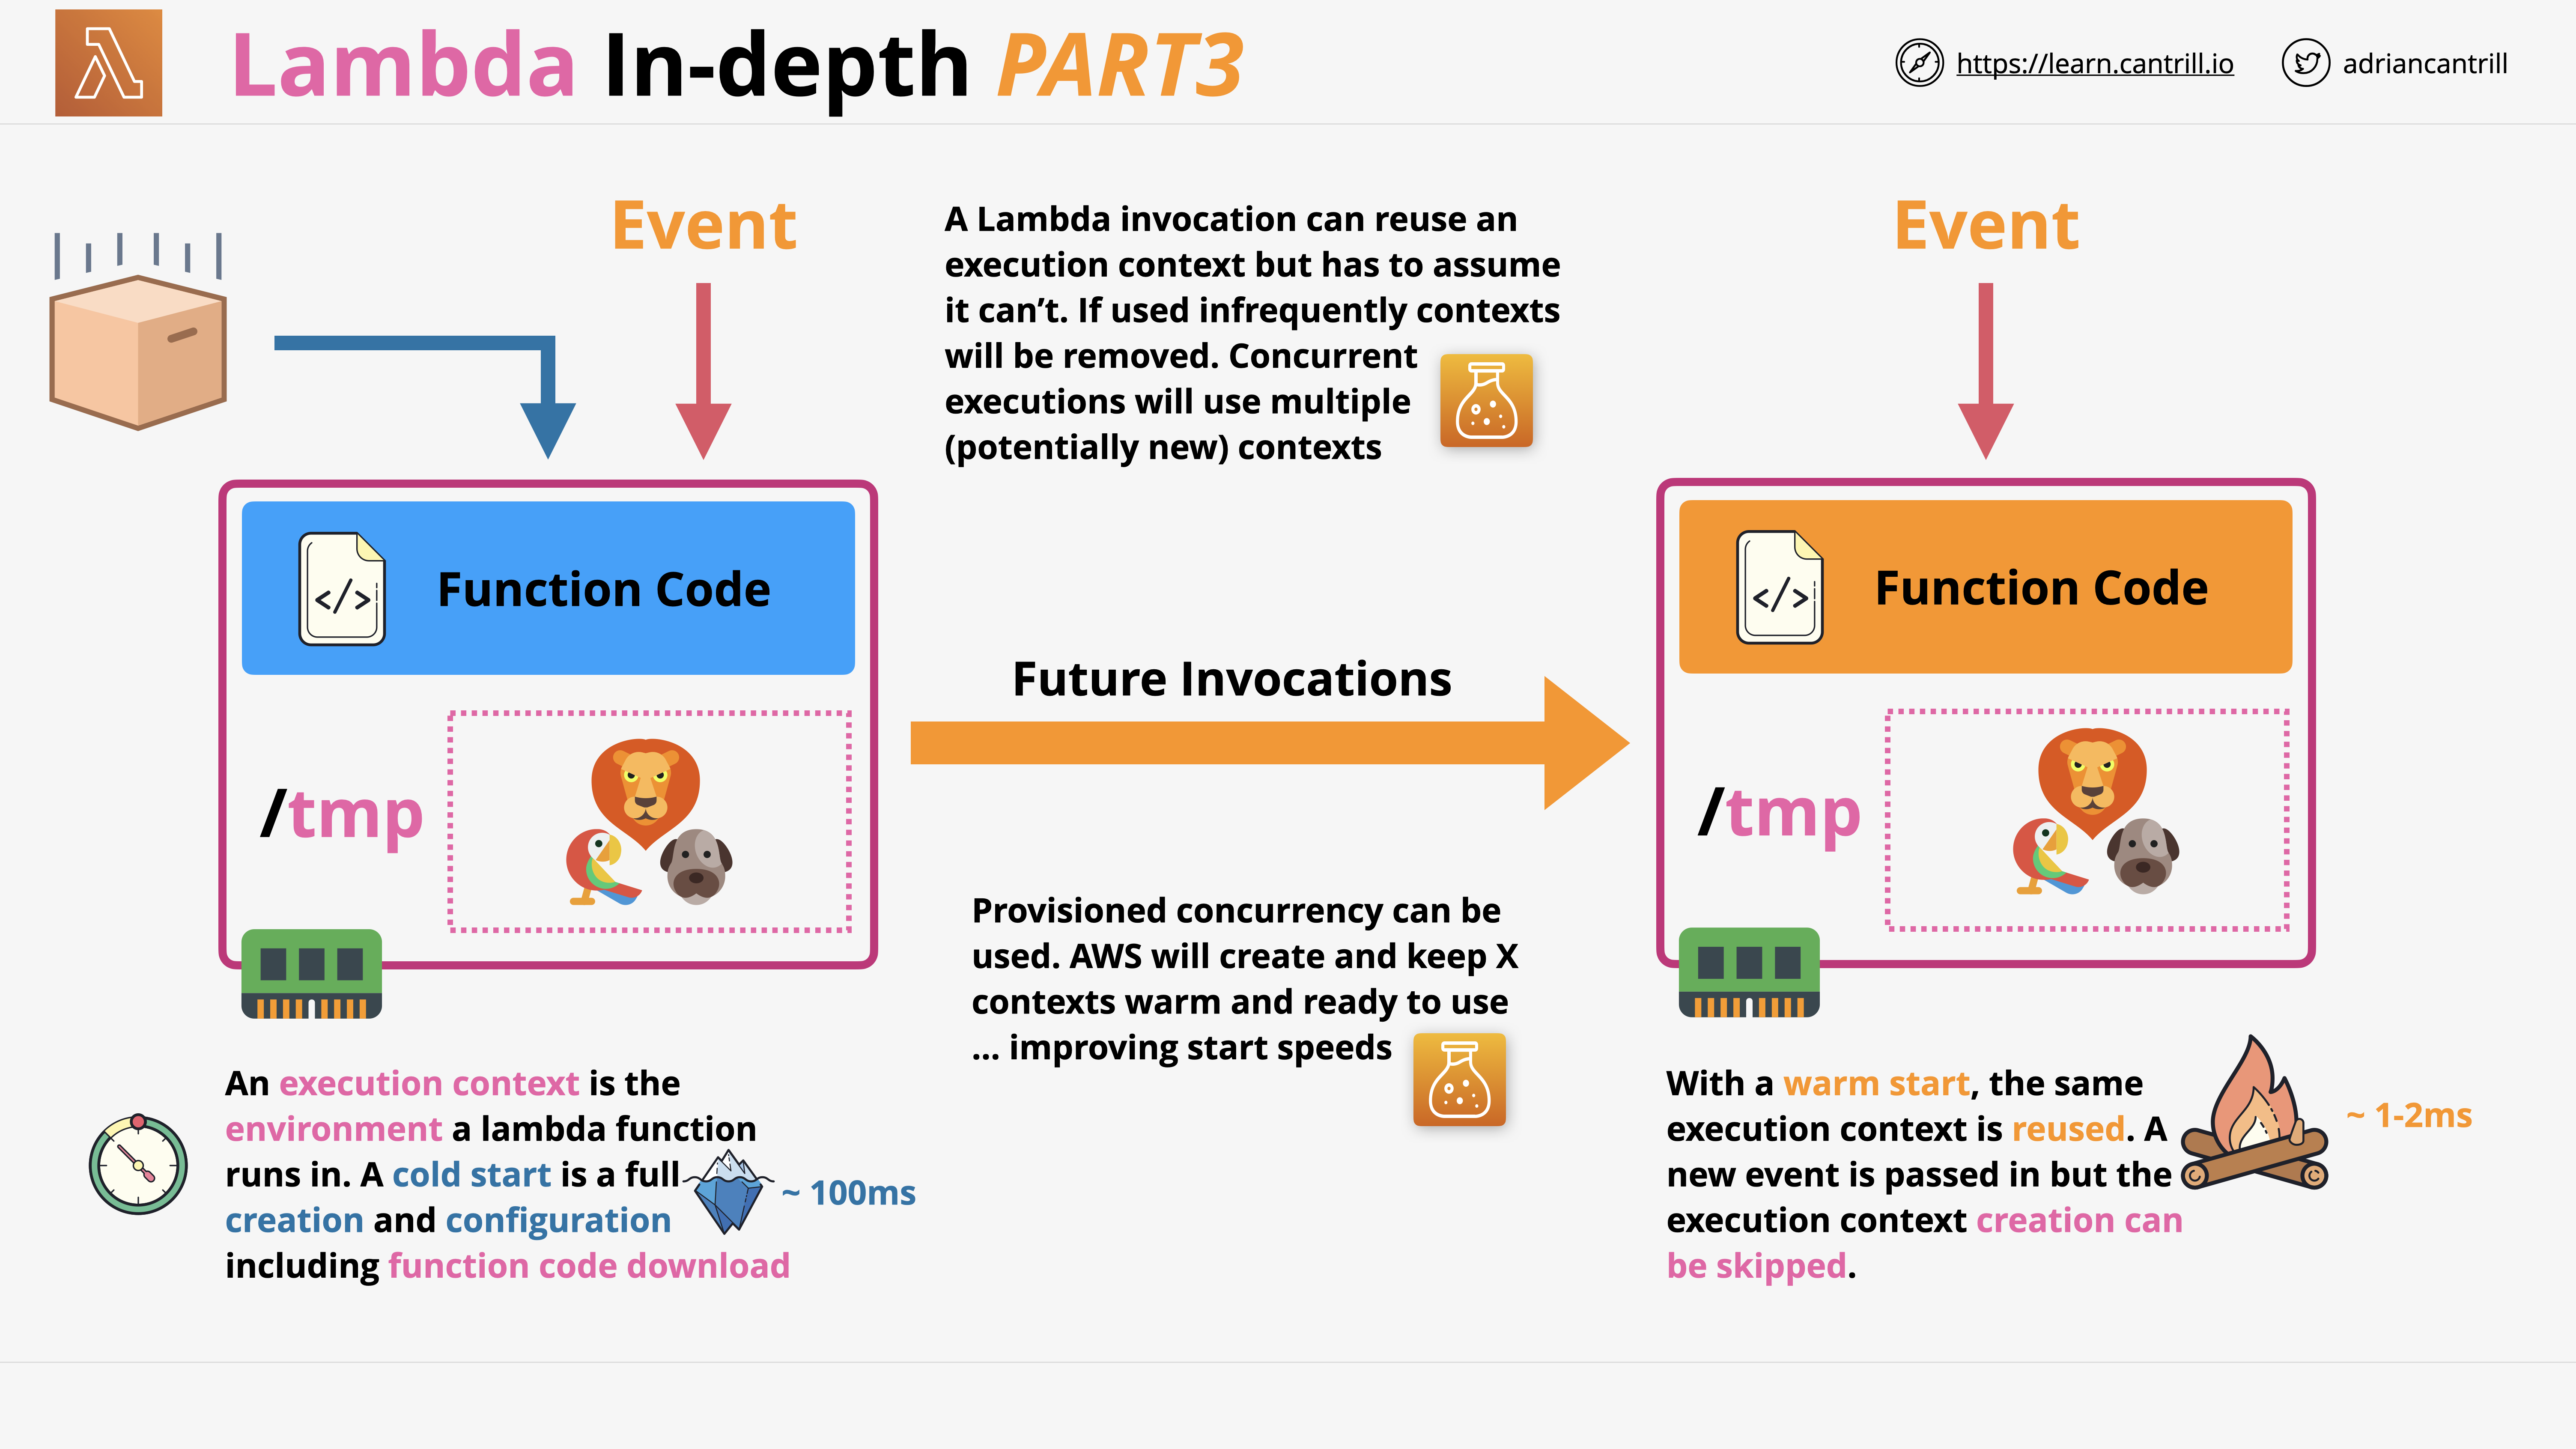 Lambda In-depth PART3
https://learn.cantrill.io
adriancantrill
Event
A Lambda invocation can reuse an
execution context but has to assume
it can’t. If used infrequently contexts
will be removed. Concurrent
executions will use multiple
(potentially new) contexts
Event
</>
Function Code
/tmp
Future Invocations
</>
Function Code
/tmp
Provisioned concurrency can be
used. AWS will create and keep X
contexts warm and ready to use
... improving start speeds
An execution context is the
environment a lambda function
runs in. A cold start is a full
creation and configuration
including function code download
~ 100ms
With a warm start, the same
execution context is reused. A
new event is passed in but the
execution context creation can
be skipped.
~ 1-2ms